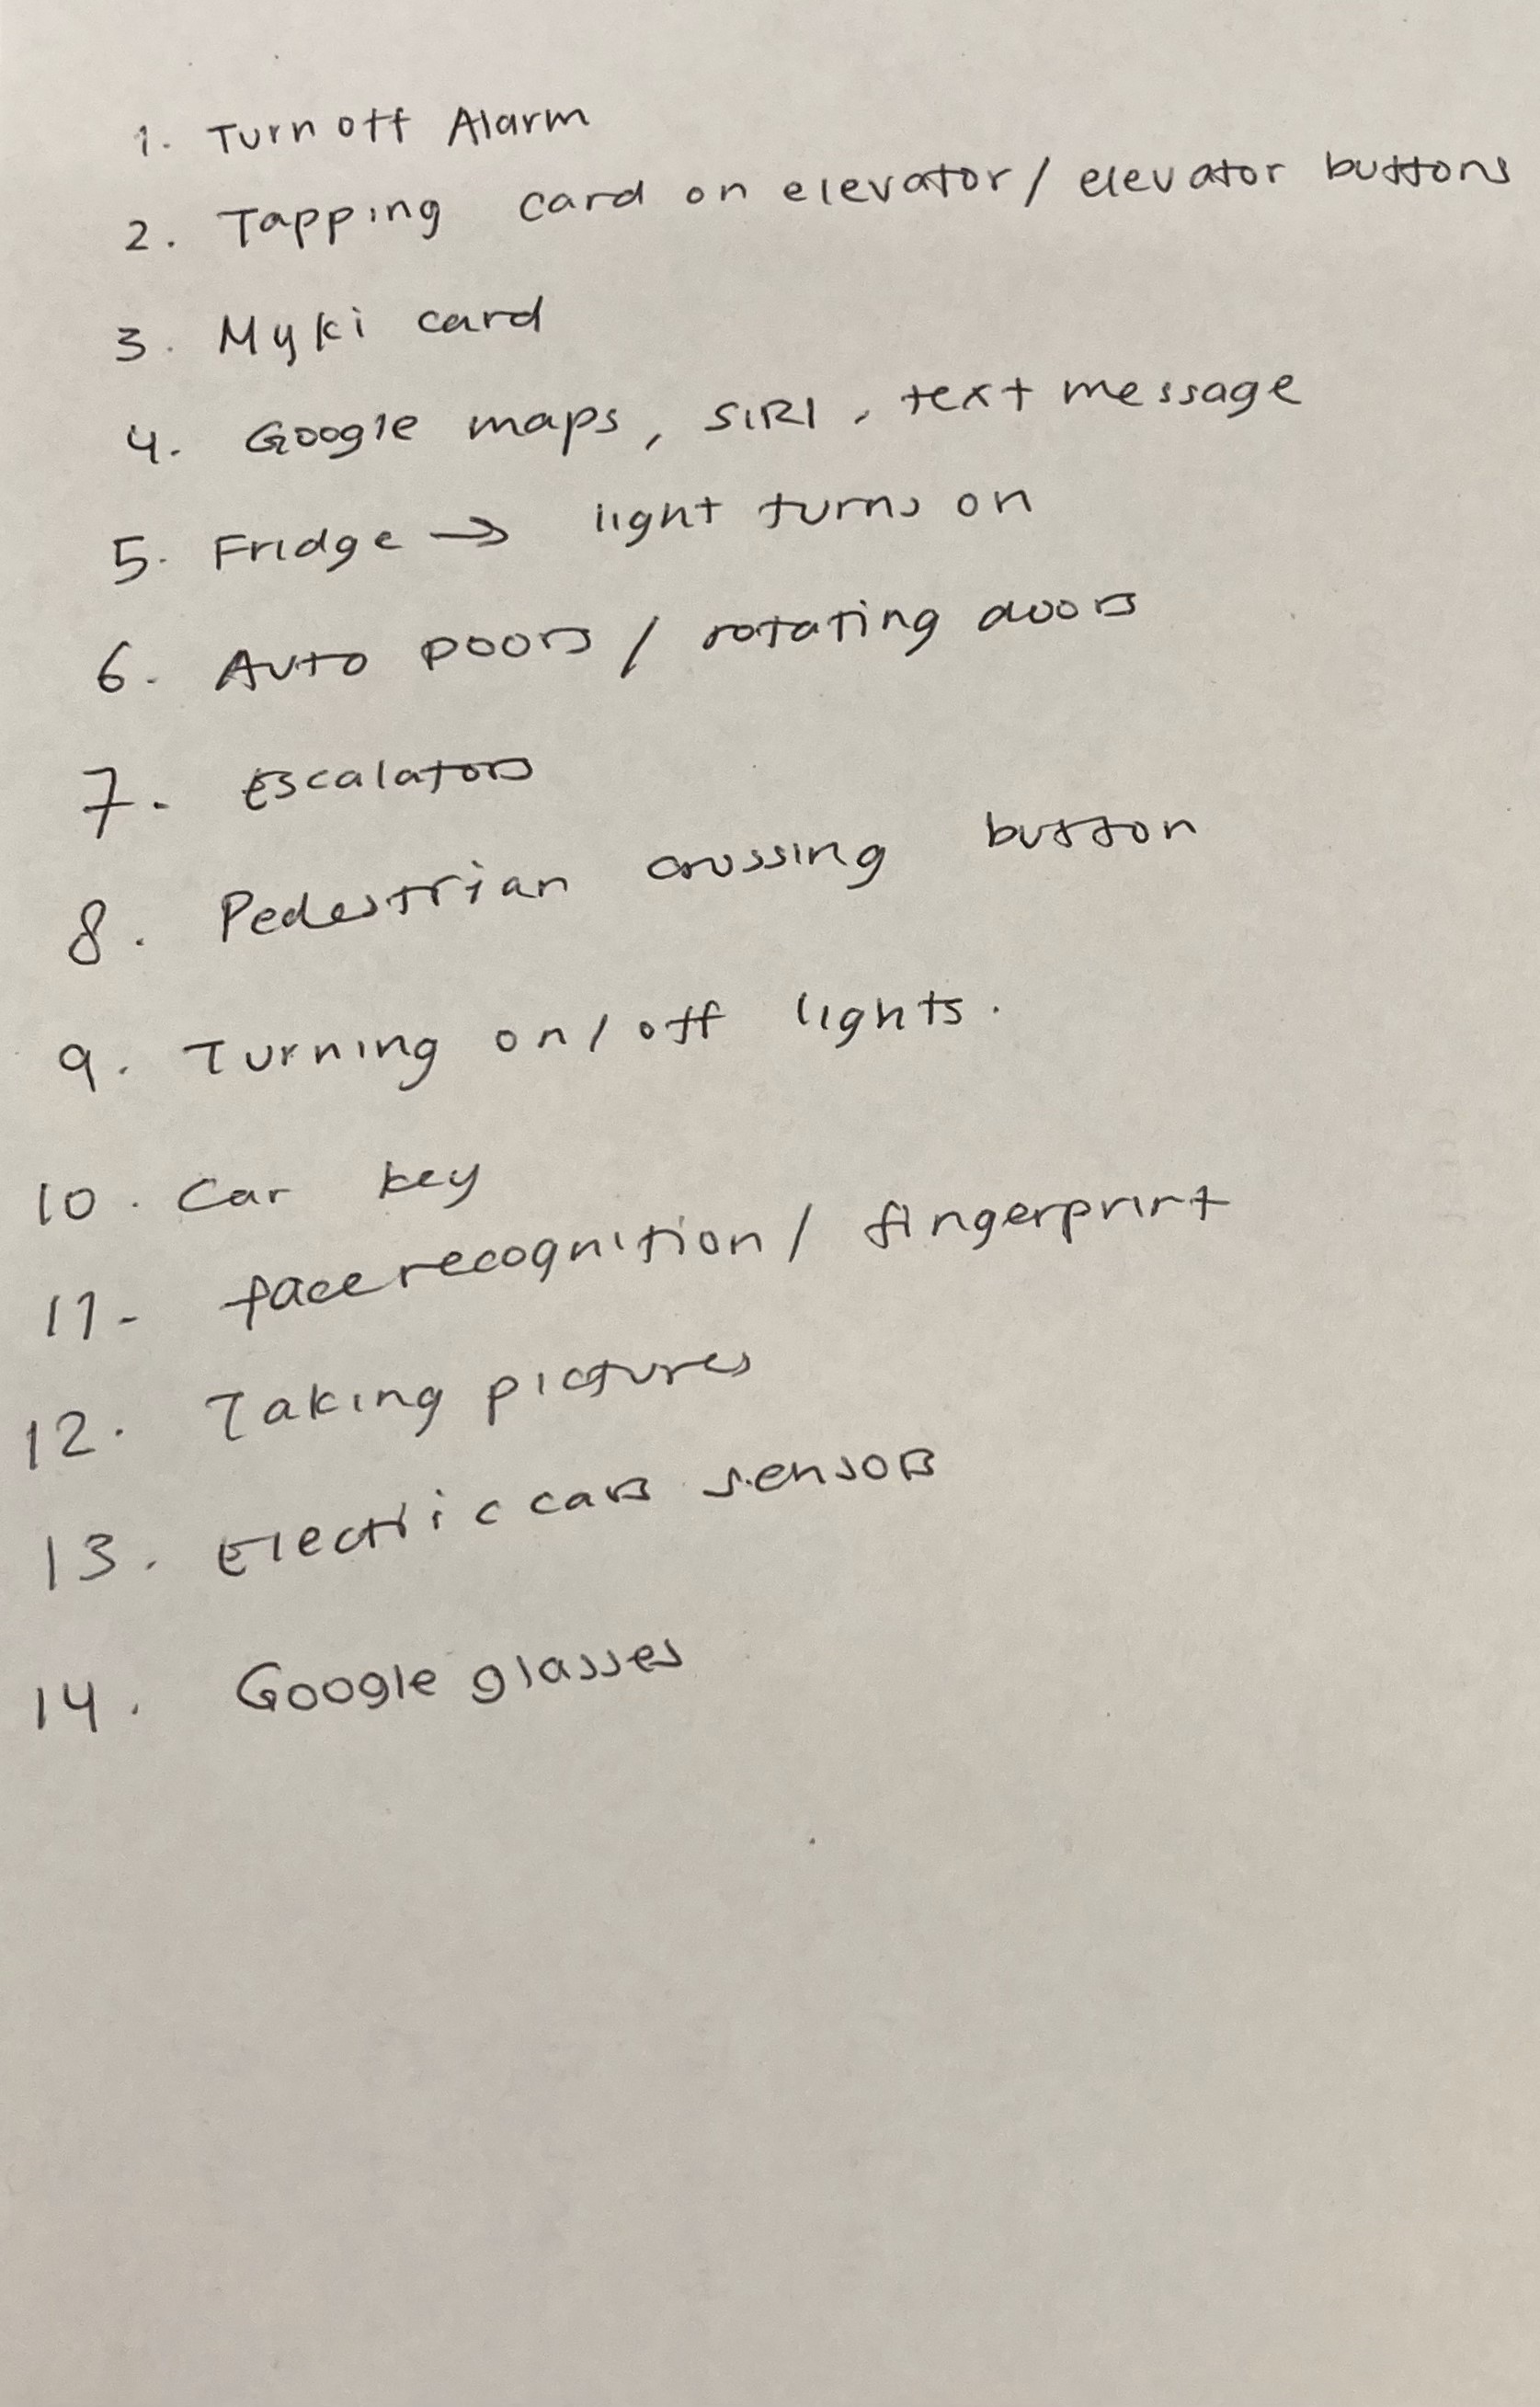 1. Turn off Alarm
2. Tapping card on elevator / elevator buttons
3. Myki card
4. Google maps, SIRI, text message
5. Fridge → light turns on
6. Auto Doors / rotating doors
7. Escalators
8. Pedestrian crossing button
9. Turning on / off lights.
10. Car key
11. face recognition / fingerprint
12. Taking pictures
13. Electric cars sensors
14. Google glasses